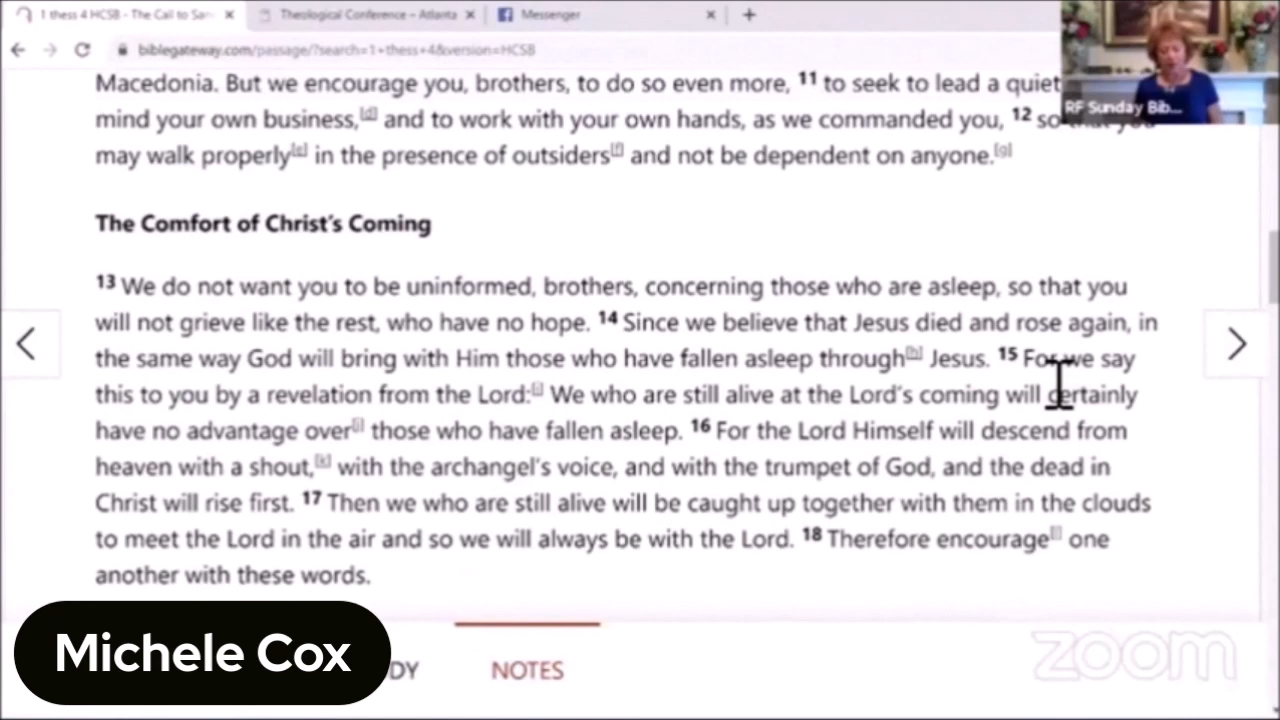 1 thess 4 HCSB - The Call to San
Theological Conference – Atlanta
Messenger
biblegateway.com/passage/?search=1+thess+4&version=HCSB
RF Sunday Bib...
Macedonia. But we encourage you, brothers, to do so even more, 11 to seek to lead a quiet
mind your own business,[d] and to work with your own hands, as we commanded you, 12 so that you
may walk properly[e] in the presence of outsiders[f] and not be dependent on anyone.[g]
The Comfort of Christ's Coming
13 We do not want you to be uninformed, brothers, concerning those who are asleep, so that you
will not grieve like the rest, who have no hope. 14 Since we believe that Jesus died and rose again, in
the same way God will bring with Him those who have fallen asleep through[h] Jesus. 15 For we say
this to you by a revelation from the Lord:[i] We who are still alive at the Lord's coming will certainly
have no advantage over[j] those who have fallen asleep. 16 For the Lord Himself will descend from
heaven with a shout,[k] with the archangel's voice, and with the trumpet of God, and the dead in
Christ will rise first. 17 Then we who are still alive will be caught up together with them in the clouds
to meet the Lord in the air and so we will always be with the Lord. 18 Therefore encourage[l] one
another with these words.
Michele Cox
DY
NOTES
zoom